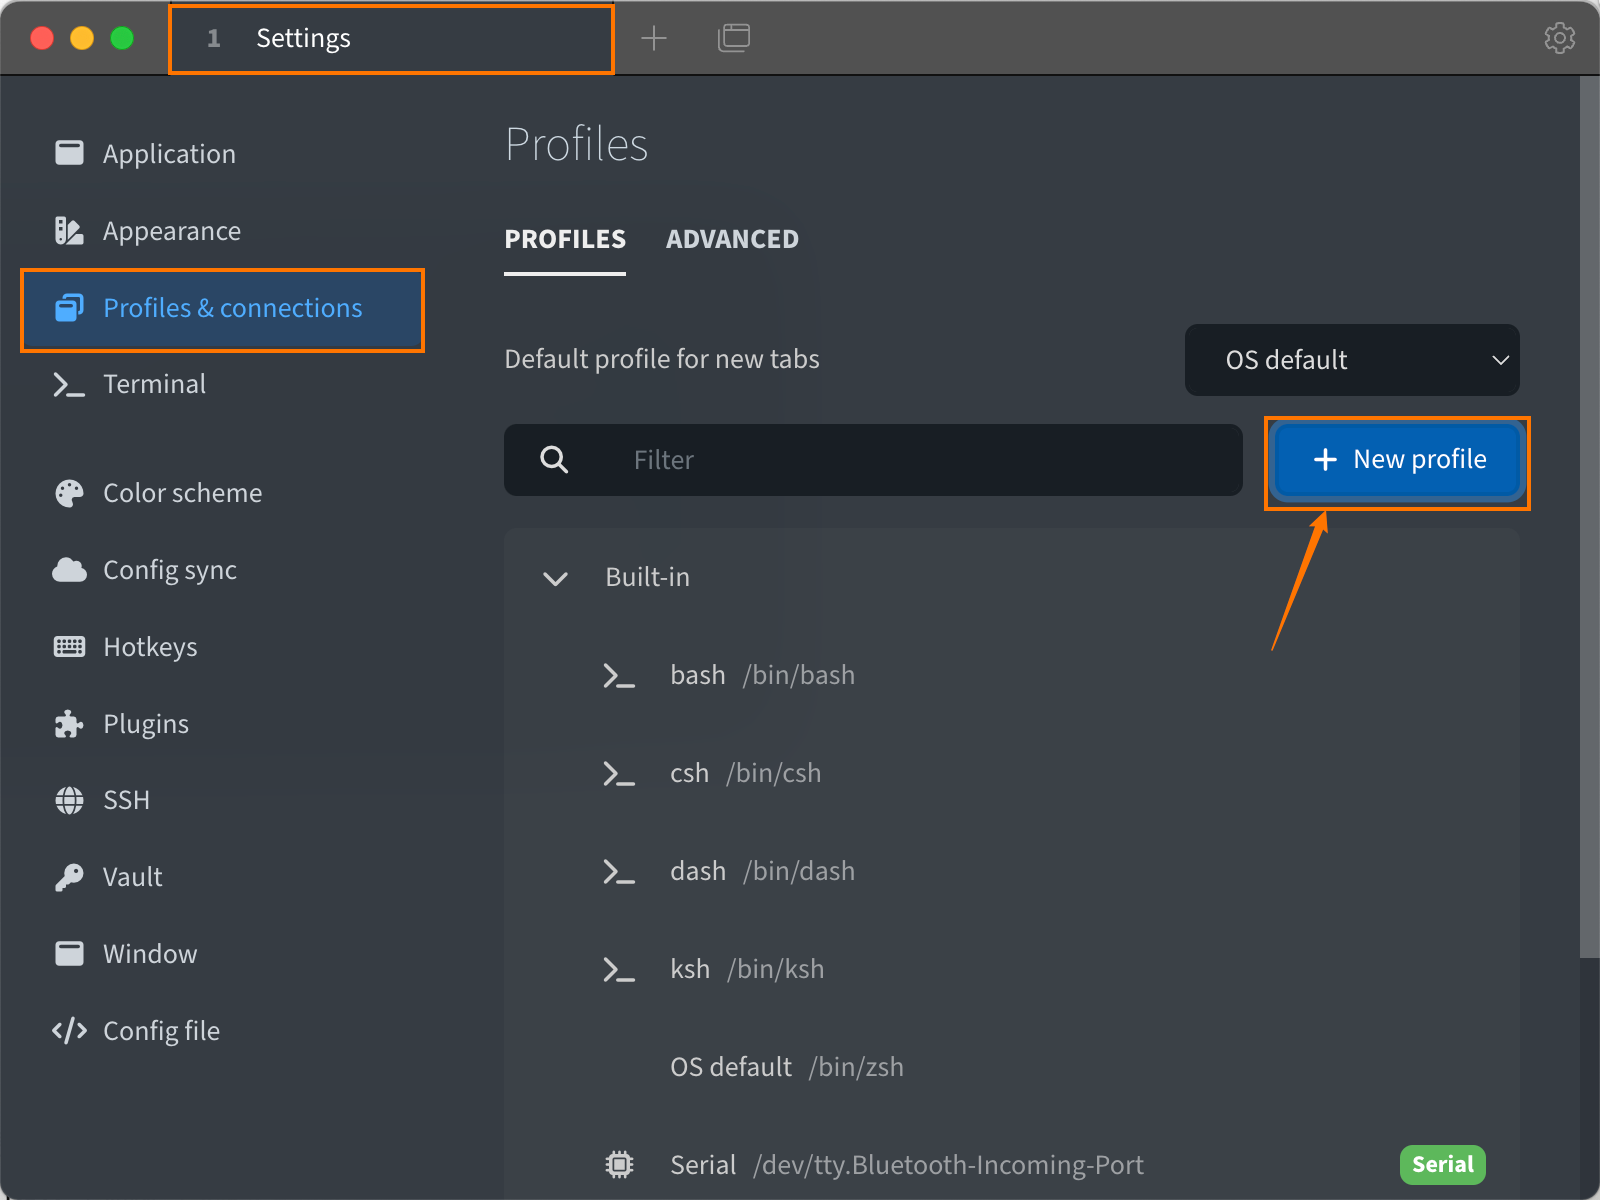 1 Settings
Application
Appearance
Profiles & connections
Terminal
Color scheme
Config sync
Hotkeys
Plugins
SSH
Vault
Window
Config file
Profiles
PROFILES ADVANCED
Default profile for new tabs OS default
Filter New profile
Built-in
bash /bin/bash
csh /bin/csh
dash /bin/dash
ksh /bin/ksh
OS default /bin/zsh
Serial /dev/tty.Bluetooth-Incoming-Port Serial